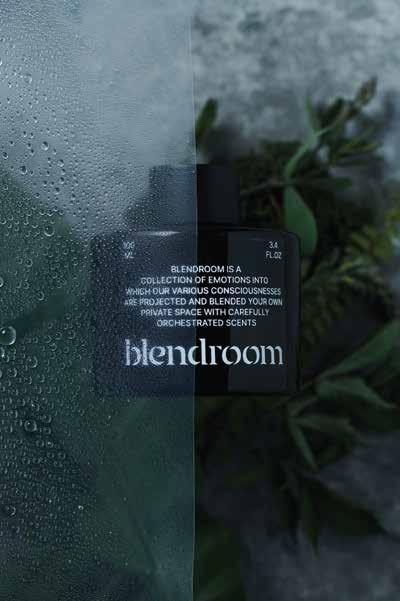 100 3.4
ML FL.OZ
BLENDROOM IS A
COLLECTION OF EMOTIONS INTO
WHICH OUR VARIOUS CONSCIOUSNESSES
ARE PROJECTED AND BLENDED YOUR OWN
PRIVATE SPACE WITH CAREFULLY
ORCHESTRATED SCENTS
blendroom